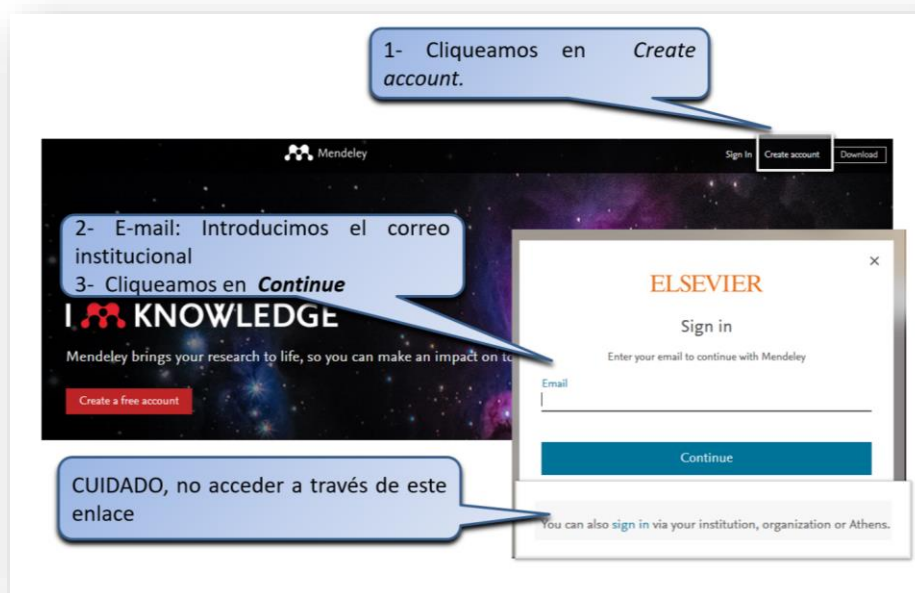 1- Cliqueamos en Create
account.
Mendeley
Sign In Create account Download
2- E-mail: Introducimos el correo
institucional
3- Cliqueamos en Continue
I KNOWLEDGE
Mendeley brings your research to life, so you can make an impact on to
Create a free account
×
ELSEVIER
Sign in
Enter your email to continue with Mendeley
Email
Continue
CUIDADO, no acceder a través de este
enlace
You can also sign in via your institution, organization or Athens.